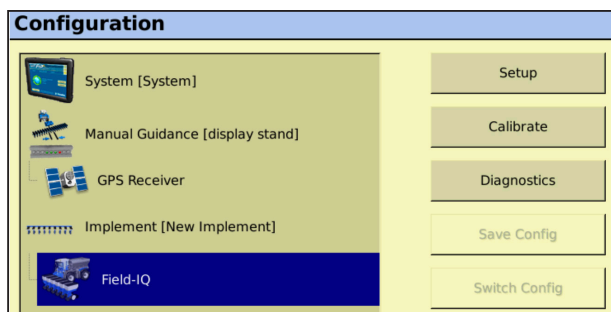 Configuration
System [System]
Manual Guidance [display stand]
GPS Receiver
Implement [New Implement]
Field-IQ
Setup
Calibrate
Diagnostics
Save Config
Switch Config